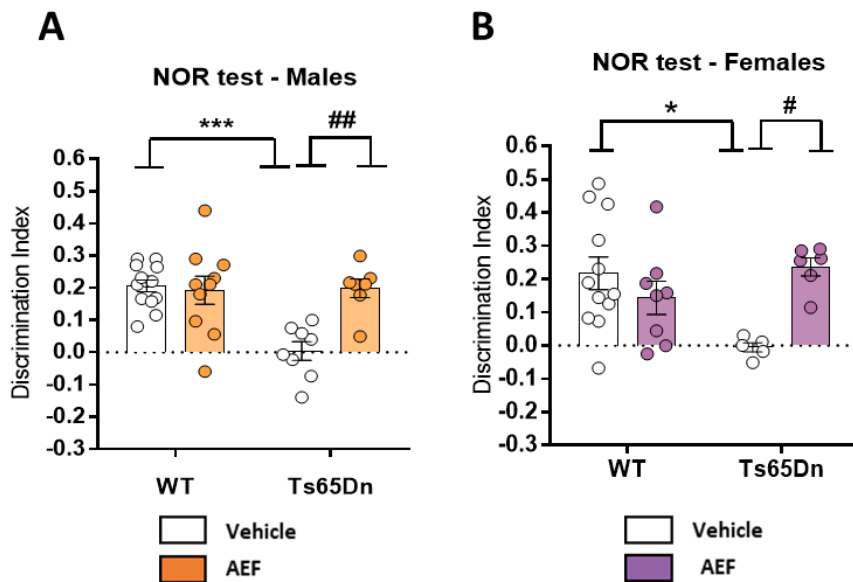 A
NOR test - Males
***
##
Discrimination Index
0.6
0.5
0.4
0.3
0.2
0.1
0.0
-0.1
-0.2
-0.3
WT
Ts65Dn
Vehicle
AEF
B
NOR test - Females
*
#
Discrimination Index
0.6
0.5
0.4
0.3
0.2
0.1
0.0
-0.1
-0.2
-0.3
WT
Ts65Dn
Vehicle
AEF